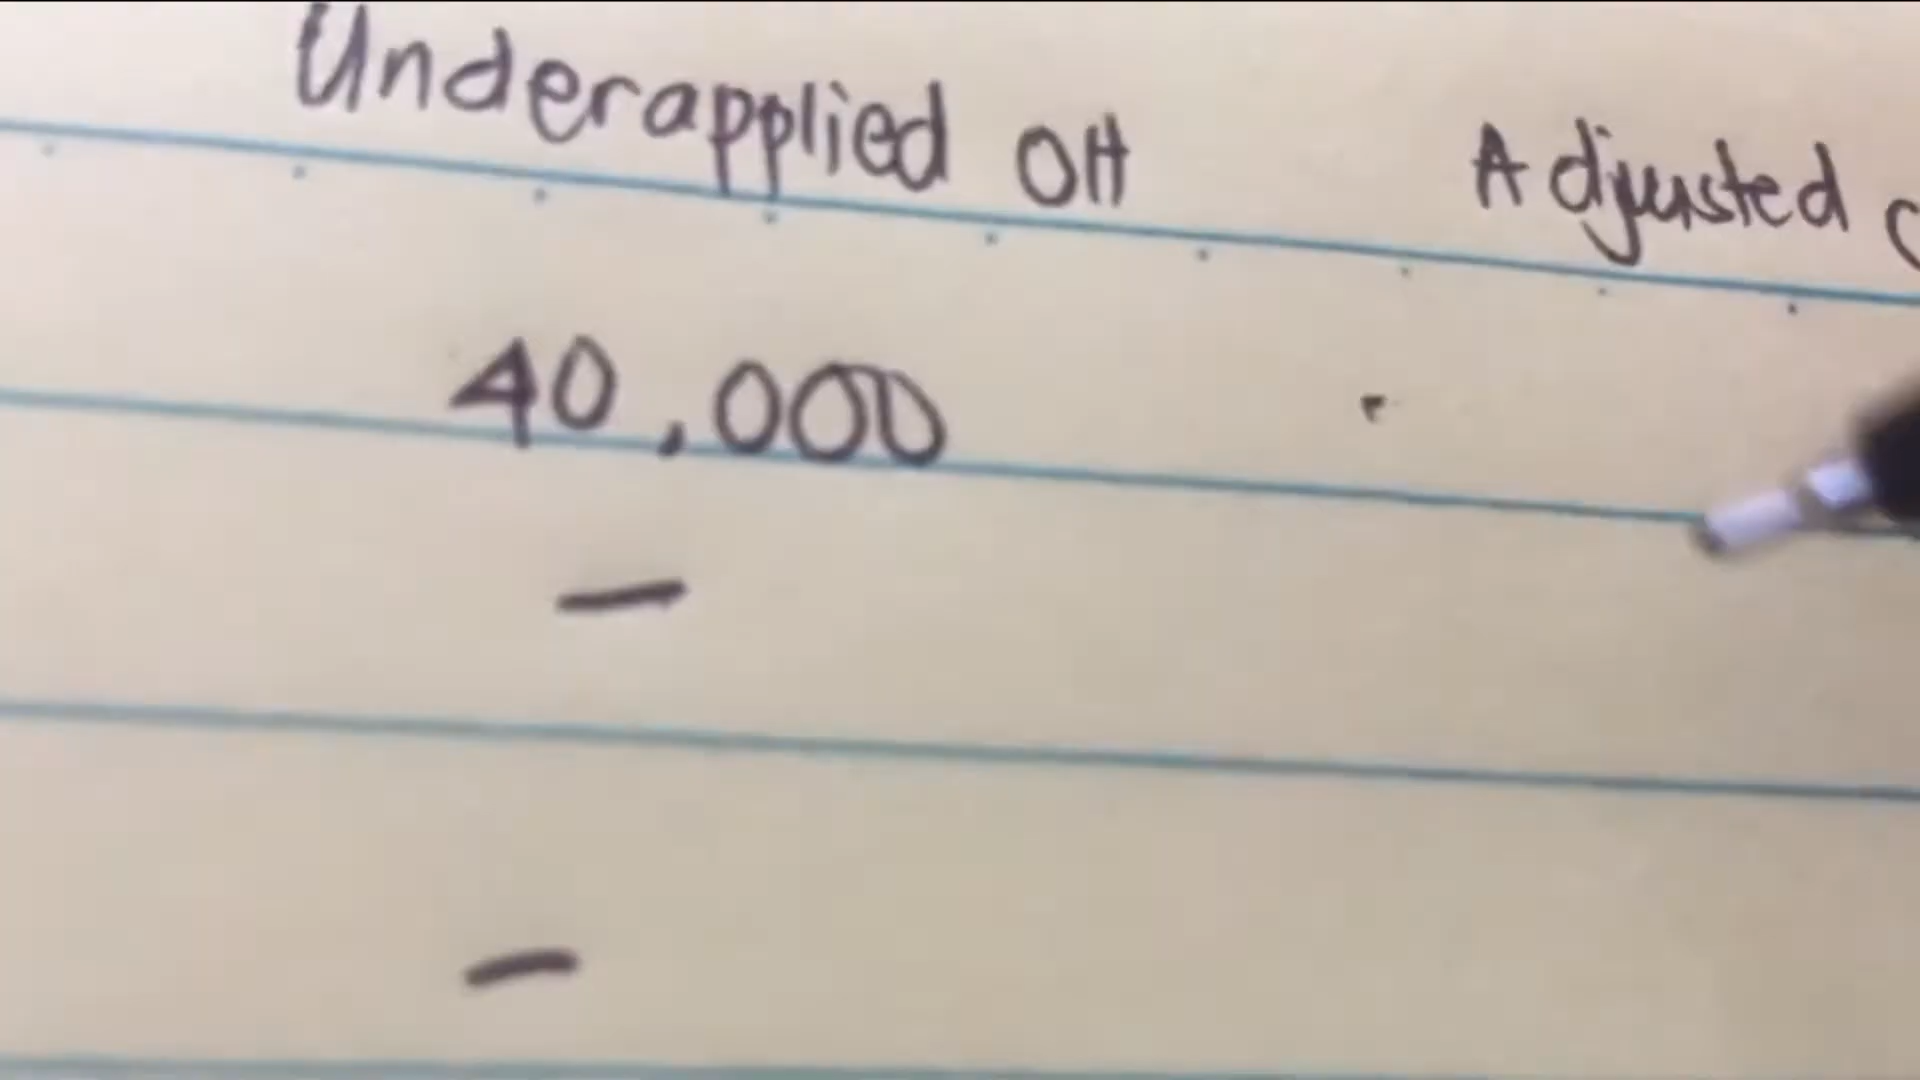 Underapplied OH Adjusted
40,000
—
—